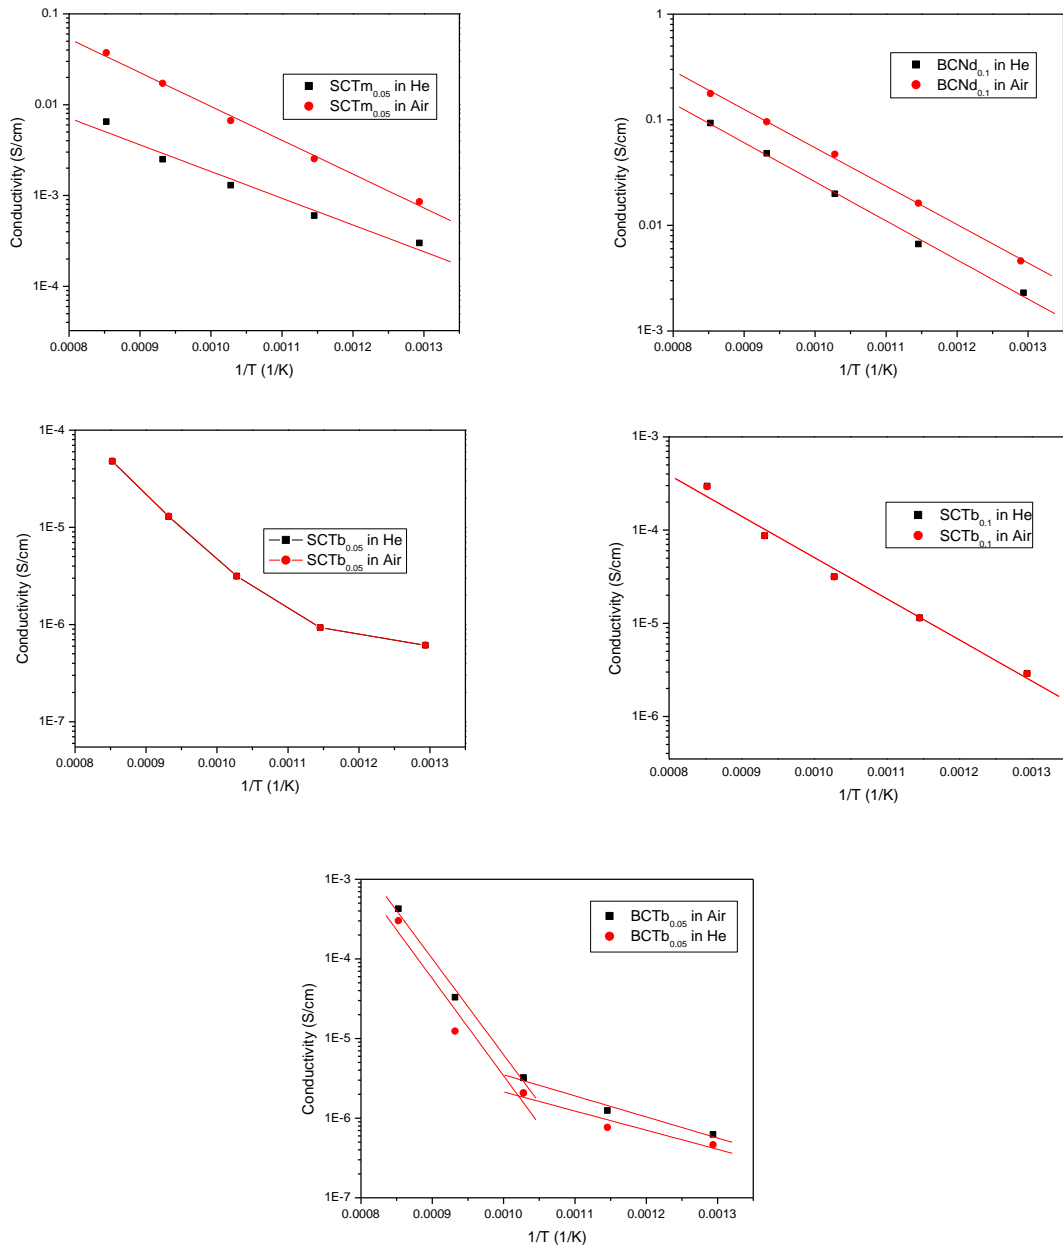 0.1
0.01
1E-3
1E-4
Conductivity (S/cm)
SCTm0.05 in He
SCTm0.05 in Air
0.0008 0.0009 0.0010 0.0011 0.0012 0.0013
1/T (1/K)
1
0.1
0.01
1E-3
Conductivity (S/cm)
BCNd0.1 in He
BCNd0.1 in Air
0.0008 0.0009 0.0010 0.0011 0.0012 0.0013
1/T (1/K)
1E-4
1E-5
1E-6
1E-7
Conductivity (S/cm)
SCTb0.05 in He
SCTb0.05 in Air
0.0008 0.0009 0.0010 0.0011 0.0012 0.0013
1/T (1/K)
1E-3
1E-4
1E-5
1E-6
Conductivity (S/cm)
SCTb0.1 in He
SCTb0.1 in Air
0.0008 0.0009 0.0010 0.0011 0.0012 0.0013
1/T (1/K)
1E-3
1E-4
1E-5
1E-6
1E-7
Conductivity (S/cm)
BCTb0.05 in Air
BCTb0.05 in He
0.0008 0.0009 0.0010 0.0011 0.0012 0.0013
1/T (1/K)